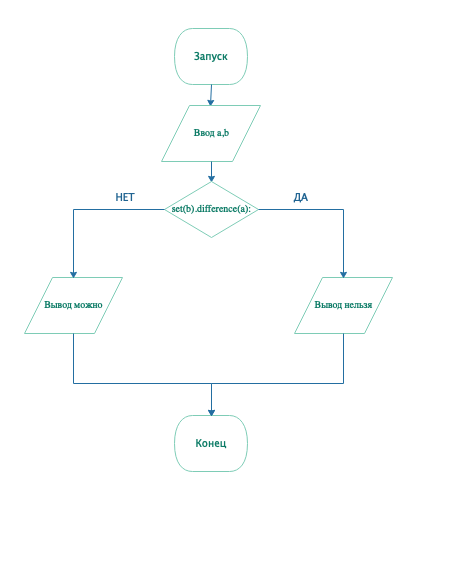 Запуск
Ввод a,b
set(b).difference(a):
НЕТ
ДА
Вывод можно
Вывод нельзя
Конец